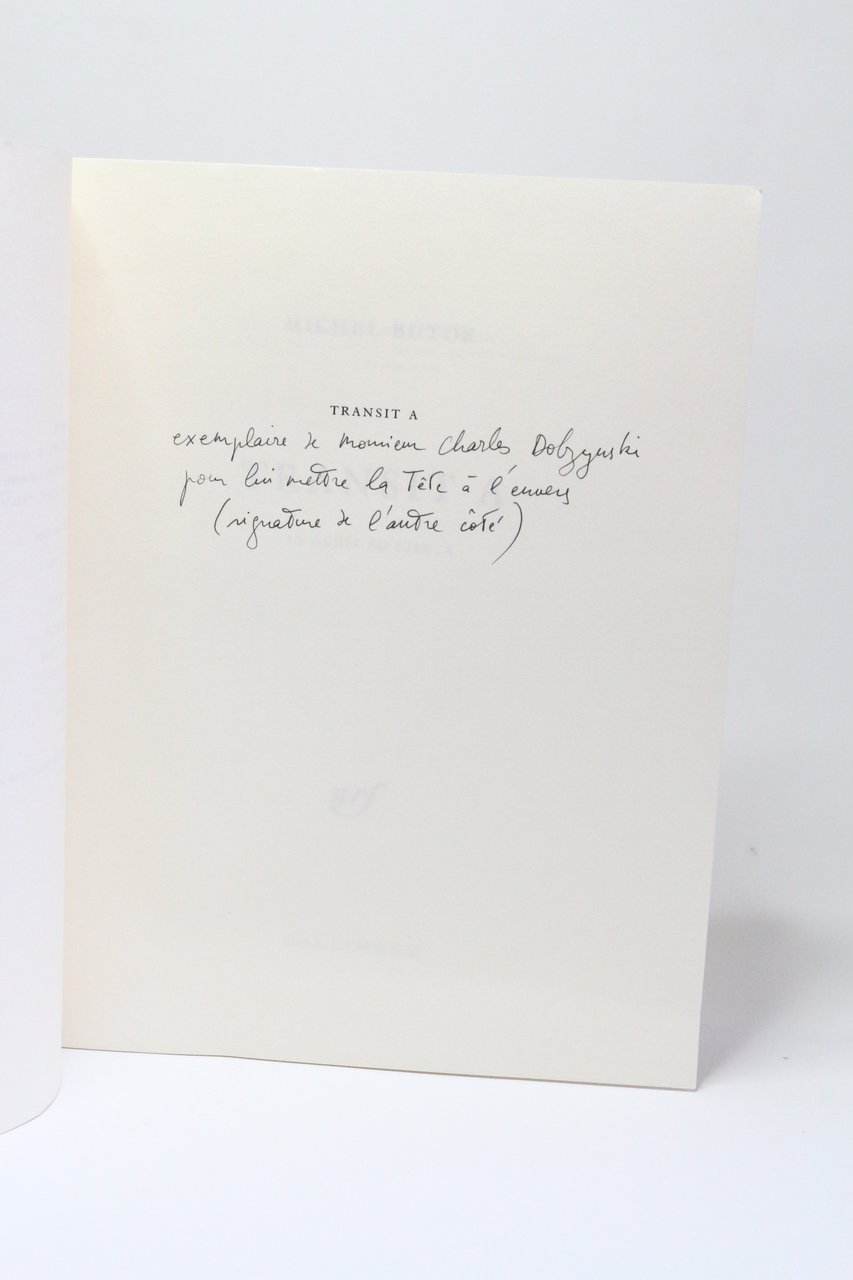 MICHEL BUTOR
TRANSIT A
exemplaire de monsieur Charles Dobzynski
pour lui mettre la Tête à l'envers
(signature de l'autre côté)
nrf
GALLIMARD